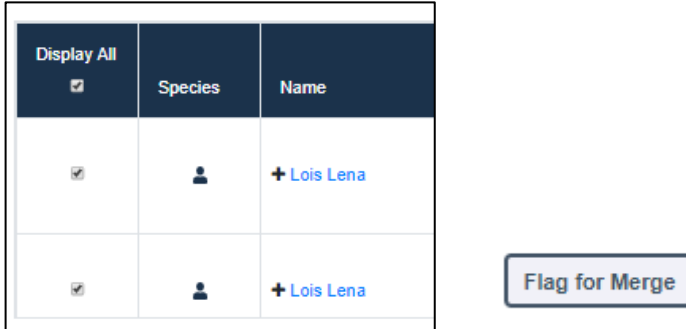 Display All
Species Name
+ Lois Lena
+ Lois Lena
Flag for Merge